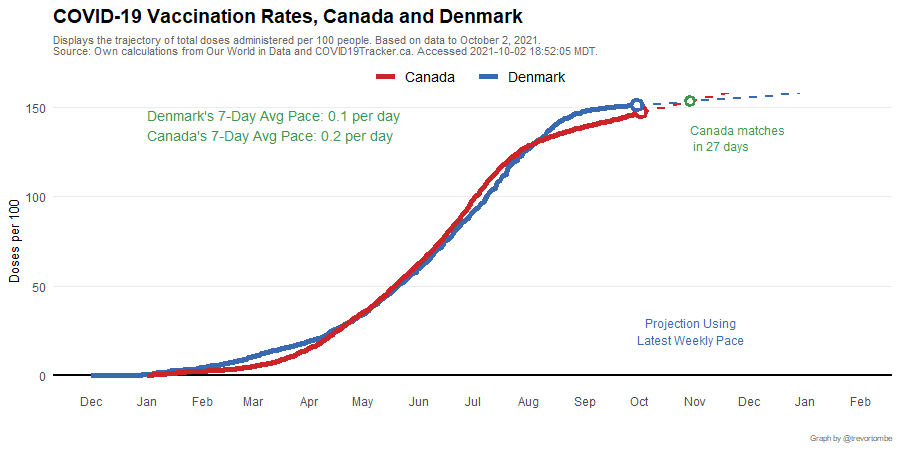 COVID-19 Vaccination Rates, Canada and Denmark
Displays the trajectory of total doses administered per 100 people. Based on data to October 2, 2021.
Source: Own calculations from Our World in Data and COVID19Tracker.ca. Accessed 2021-10-02 18:52:05 MDT.
Canada Denmark
Denmark's 7-Day Avg Pace: 0.1 per day
Canada's 7-Day Avg Pace: 0.2 per day
Canada matches
in 27 days
Projection Using
Latest Weekly Pace
Doses per 100
150
100
50
0
Dec Jan Feb Mar Apr May Jun Jul Aug Sep Oct Nov Dec Jan Feb
Graph by @trevortombe